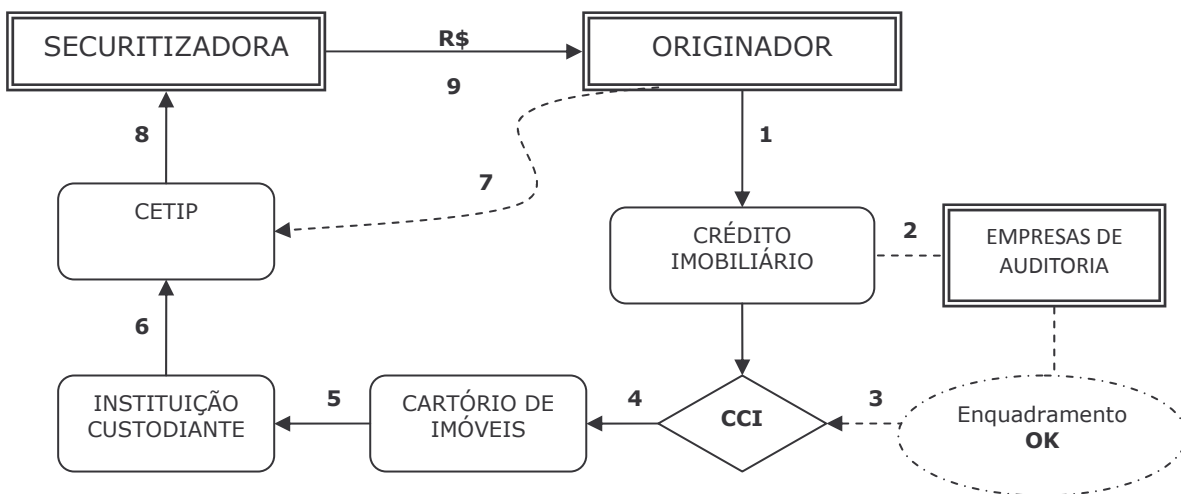 SECURITIZADORA
R$
9
ORIGINADOR
8
7
1
CETIP
CRÉDITO
IMOBILIÁRIO
2
EMPRESAS DE
AUDITORIA
6
INSTITUIÇÃO
CUSTODIANTE
5
CARTÓRIO DE
IMÓVEIS
4
CCI
3
Enquadramento
OK